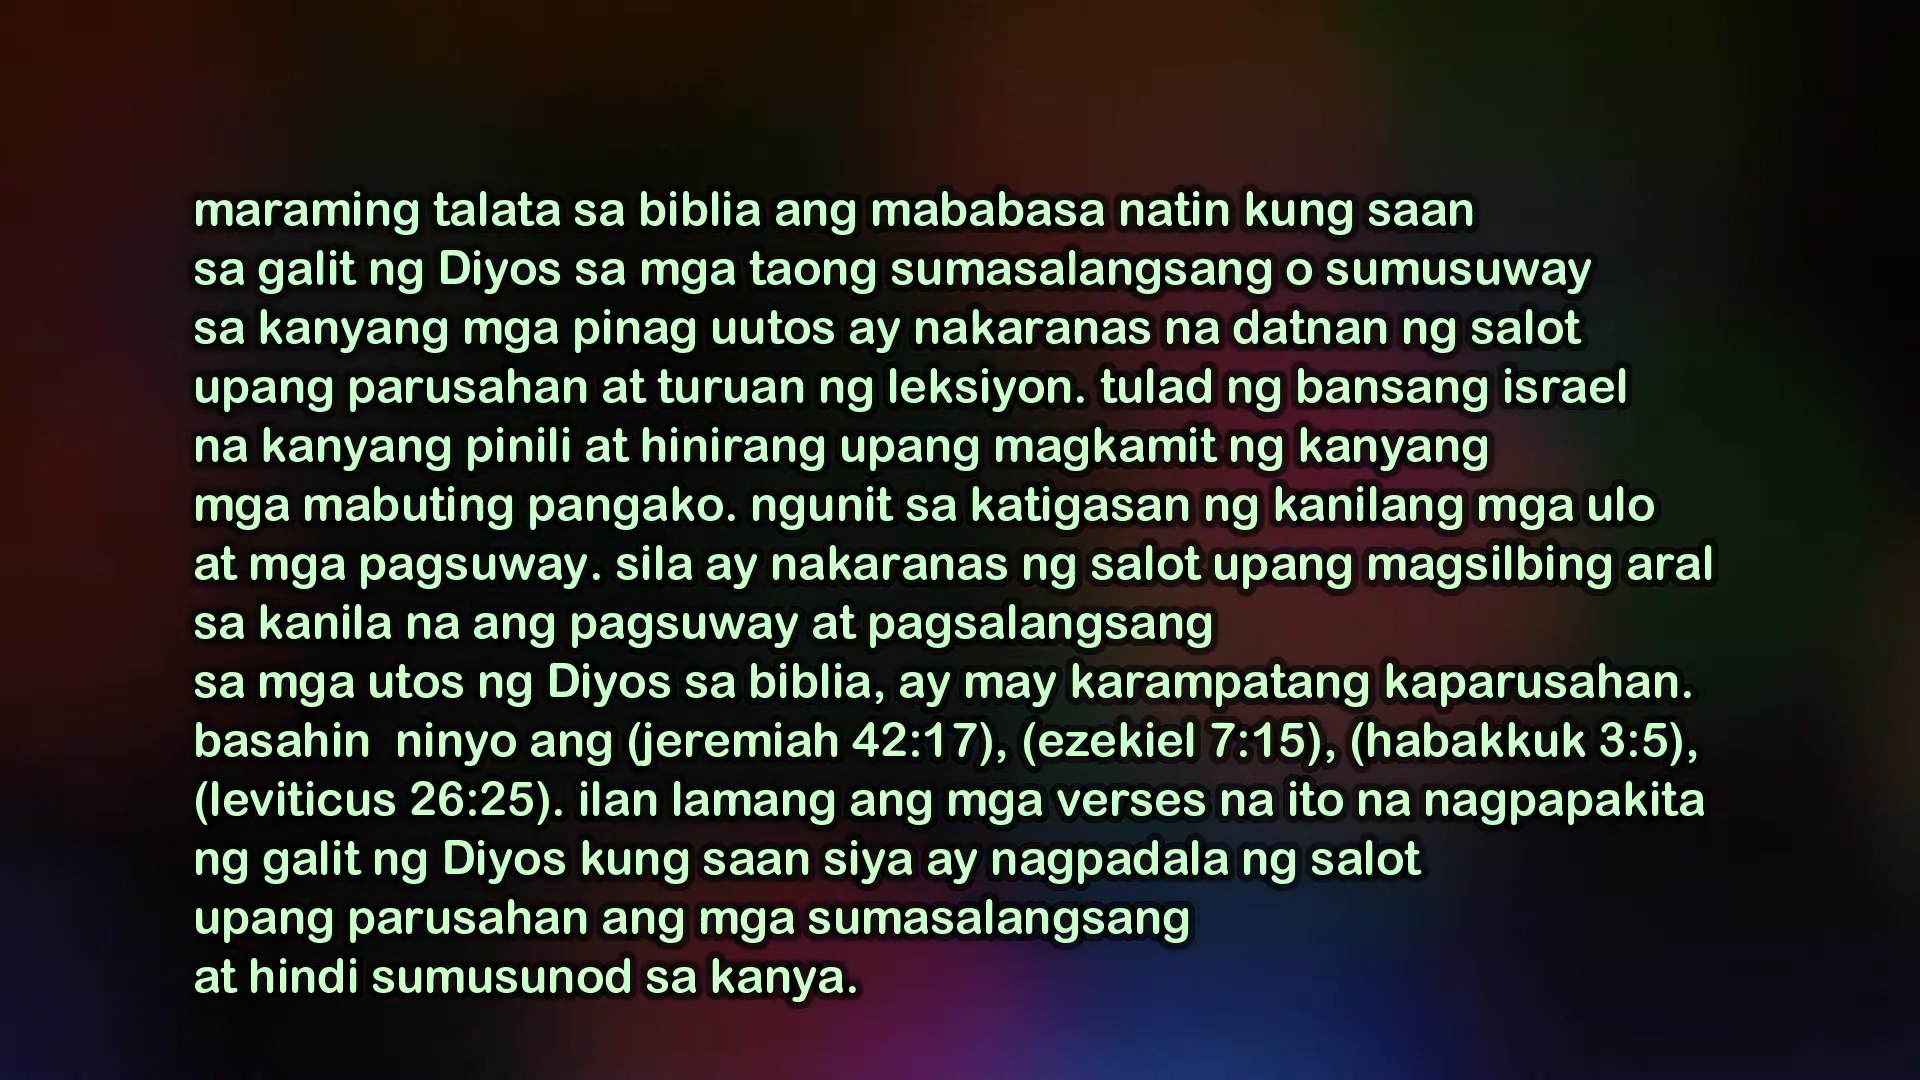 maraming talata sa biblia ang mababasa natin kung saan
sa galit ng Diyos sa mga taong sumasalangsang o sumusuway
sa kanyang mga pinag uutos ay nakaranas na datnan ng salot
upang parusahan at turuan ng leksiyon. tulad ng bansang israel
na kanyang pinili at hinirang upang magkamit ng kanyang
mga mabuting pangako. ngunit sa katigasan ng kanilang mga ulo
at mga pagsuway. sila ay nakaranas ng salot upang magsilbing aral
sa kanila na ang pagsuway at pagsalangsang
sa mga utos ng Diyos sa biblia, ay may karampatang kaparusahan.
basahin  ninyo ang (jeremiah 42:17), (ezekiel 7:15), (habakkuk 3:5),
(leviticus 26:25). ilan lamang ang mga verses na ito na nagpapakita
ng galit ng Diyos kung saan siya ay nagpadala ng salot
upang parusahan ang mga sumasalangsang
at hindi sumusunod sa kanya.